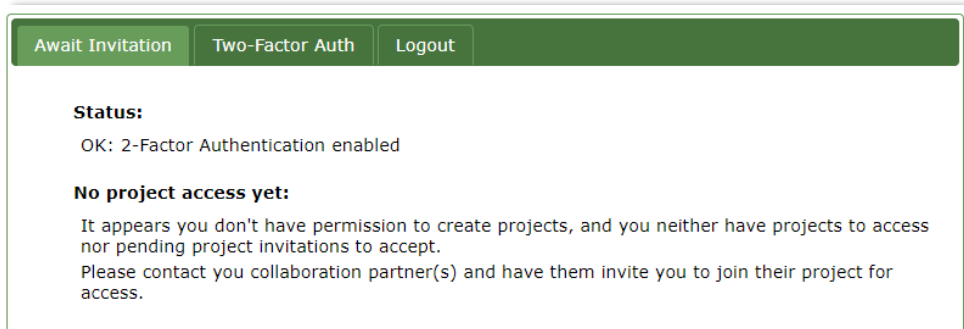 Await Invitation Two-Factor Auth Logout
Status:
OK: 2-Factor Authentication enabled
No project access yet:
It appears you don't have permission to create projects, and you neither have projects to access
nor pending project invitations to accept.
Please contact you collaboration partner(s) and have them invite you to join their project for
access.